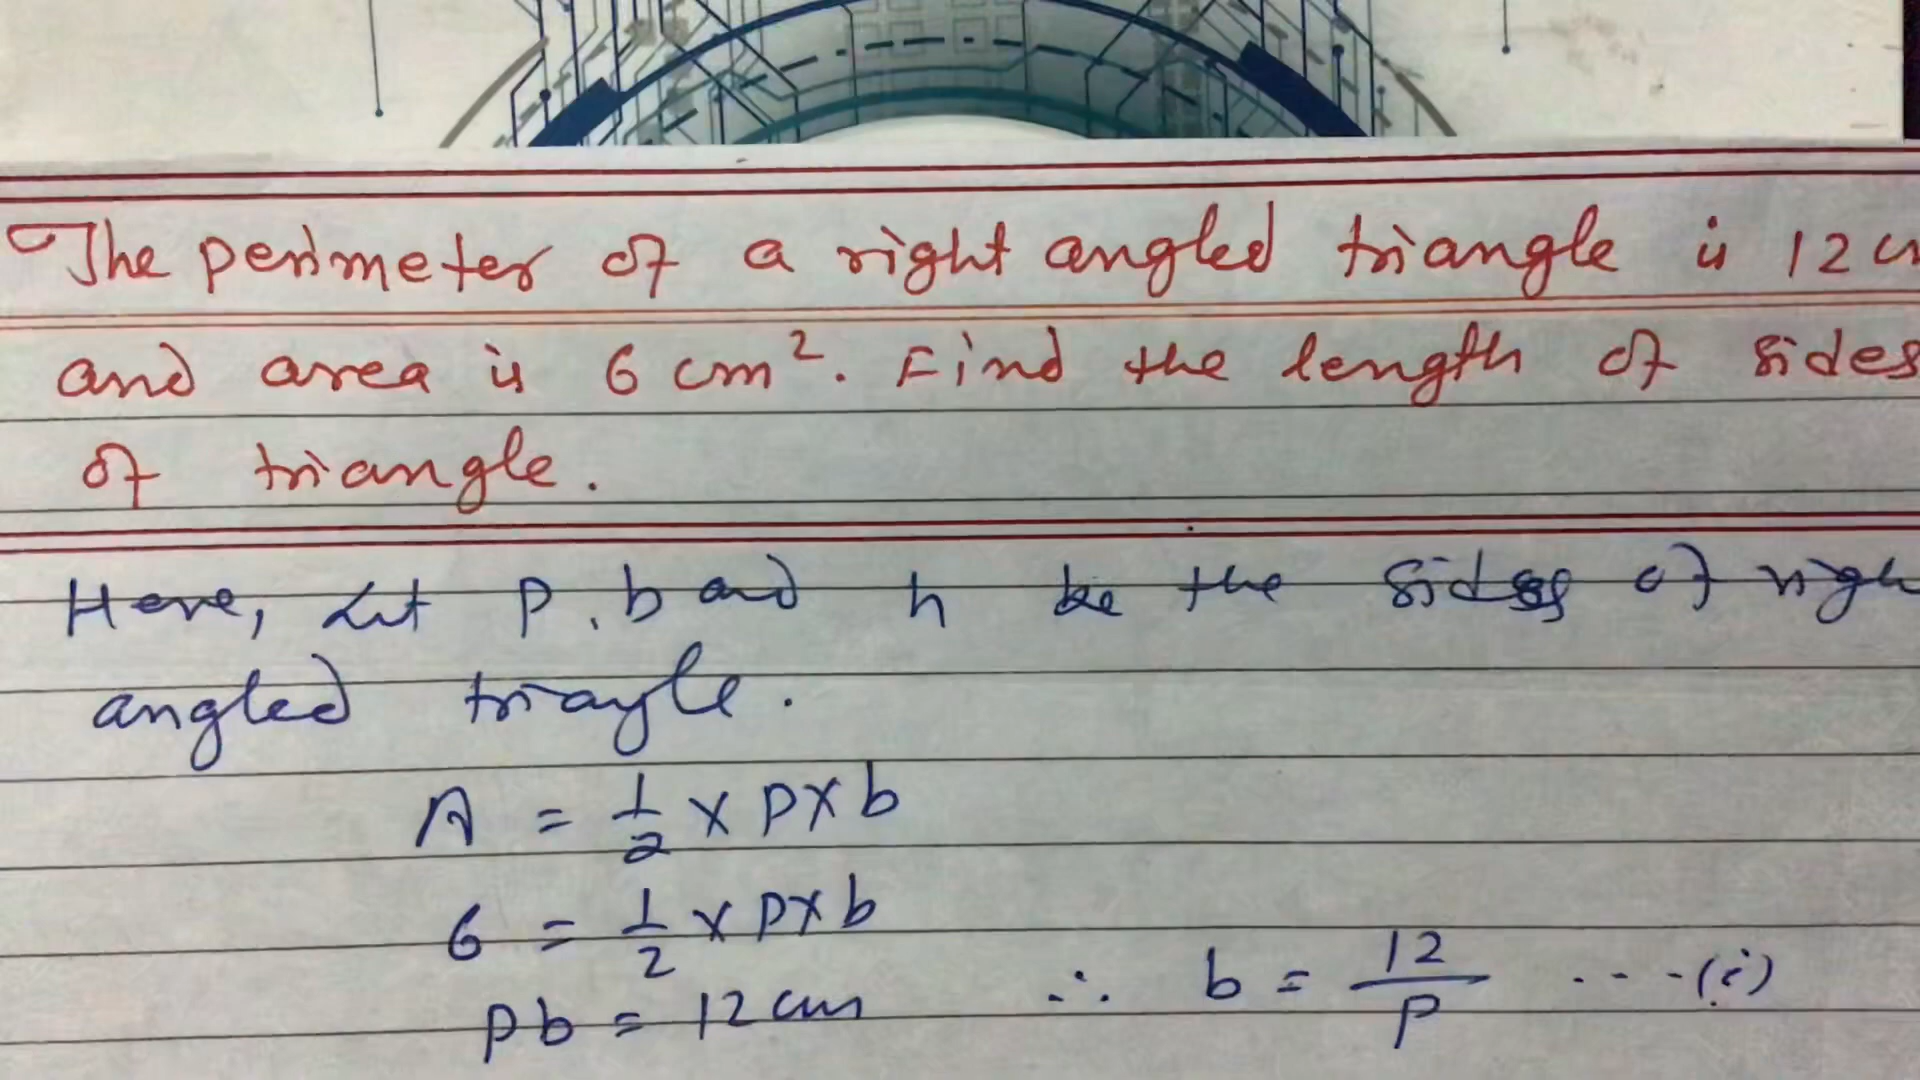 The perimeter of a right angled triangle is 12 c
and area is 6 cm². Find the length of sides
of triangle.
Here, Let P, b and h be the sides of righ
angled triangle.
A = 1/2 × P × b
6 = 1/2 × P × b
Pb = 12 cm ∴ b = 12/P ---(i)